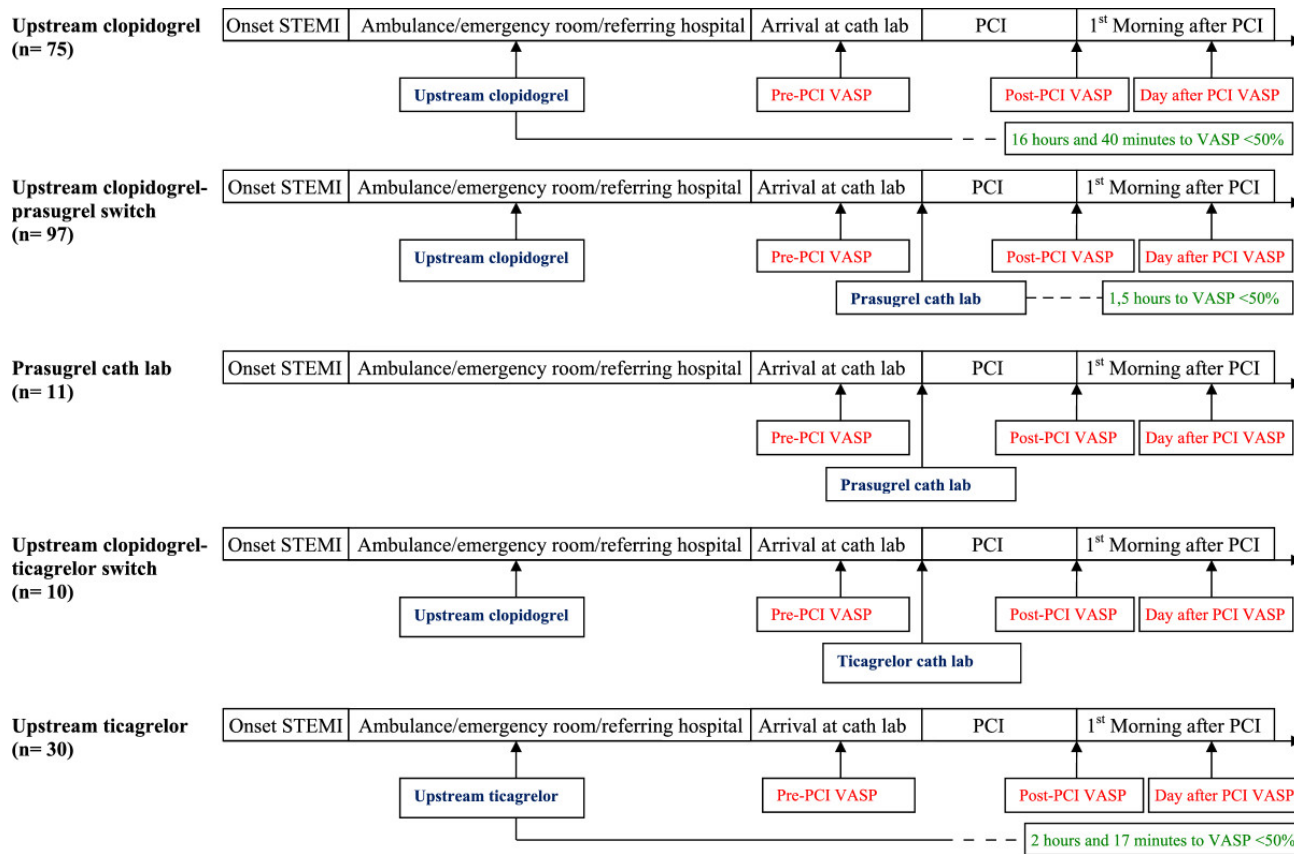 Upstream clopidogrel
(n= 75)
Onset STEMI Ambulance/emergency room/referring hospital Arrival at cath lab PCI 1st Morning after PCI
Upstream clopidogrel Pre-PCI VASP Post-PCI VASP Day after PCI VASP
16 hours and 40 minutes to VASP <50%
Upstream clopidogrel-
prasugrel switch
(n= 97)
Onset STEMI Ambulance/emergency room/referring hospital Arrival at cath lab PCI 1st Morning after PCI
Upstream clopidogrel Pre-PCI VASP Post-PCI VASP Day after PCI VASP
Prasugrel cath lab 1,5 hours to VASP <50%
Prasugrel cath lab
(n= 11)
Onset STEMI Ambulance/emergency room/referring hospital Arrival at cath lab PCI 1st Morning after PCI
Pre-PCI VASP Post-PCI VASP Day after PCI VASP
Prasugrel cath lab
Upstream clopidogrel-
ticagrelor switch
(n= 10)
Onset STEMI Ambulance/emergency room/referring hospital Arrival at cath lab PCI 1st Morning after PCI
Upstream clopidogrel Pre-PCI VASP Post-PCI VASP Day after PCI VASP
Ticagrelor cath lab
Upstream ticagrelor
(n= 30)
Onset STEMI Ambulance/emergency room/referring hospital Arrival at cath lab PCI 1st Morning after PCI
Upstream ticagrelor Pre-PCI VASP Post-PCI VASP Day after PCI VASP
2 hours and 17 minutes to VASP <50%